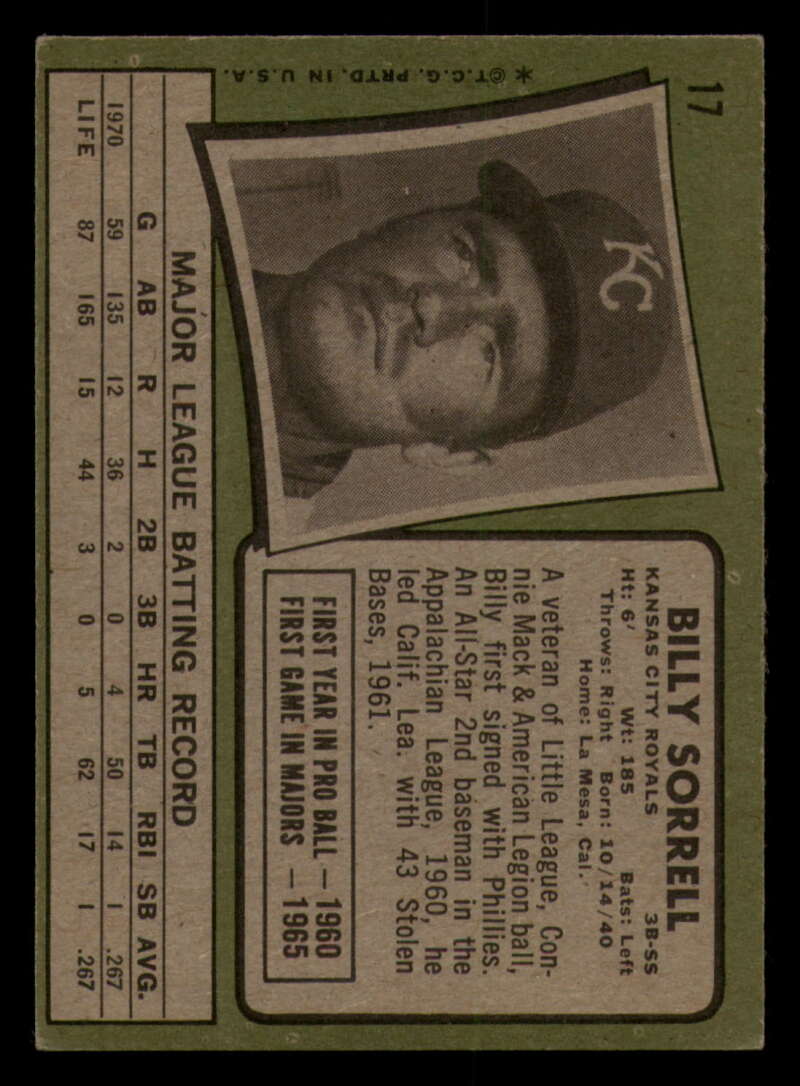 17
KC
BILLY SORRELL
KANSAS CITY ROYALS 3B-SS
Ht: 6' Wt: 185 Bats: Left
Throws: Right Born: 10/14/40
Home: La Mesa, Cal.
A veteran of Little League, Con-
nie Mack & American Legion ball,
Billy first signed with Phillies.
An All-Star 2nd baseman in the
Appalachian League, 1960, he
led Calif. Lea. with 43 Stolen
Bases, 1961.
FIRST YEAR IN PRO BALL — 1960
FIRST GAME IN MAJORS — 1965
MAJOR LEAGUE BATTING RECORD
G AB R H 2B 3B HR TB RBI SB AVG.
1970 59 135 12 36 2 0 4 50 14 1 .267
LIFE 87 165 15 44 3 0 5 62 17 1 .267
* ©T.C.G. PRTD. IN U.S.A.